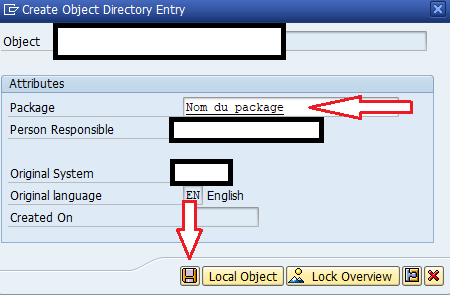 Create Object Directory Entry
Object
Attributes
Package Nom du package
Person Responsible
Original System
Original language EN English
Created On
Local Object Lock Overview